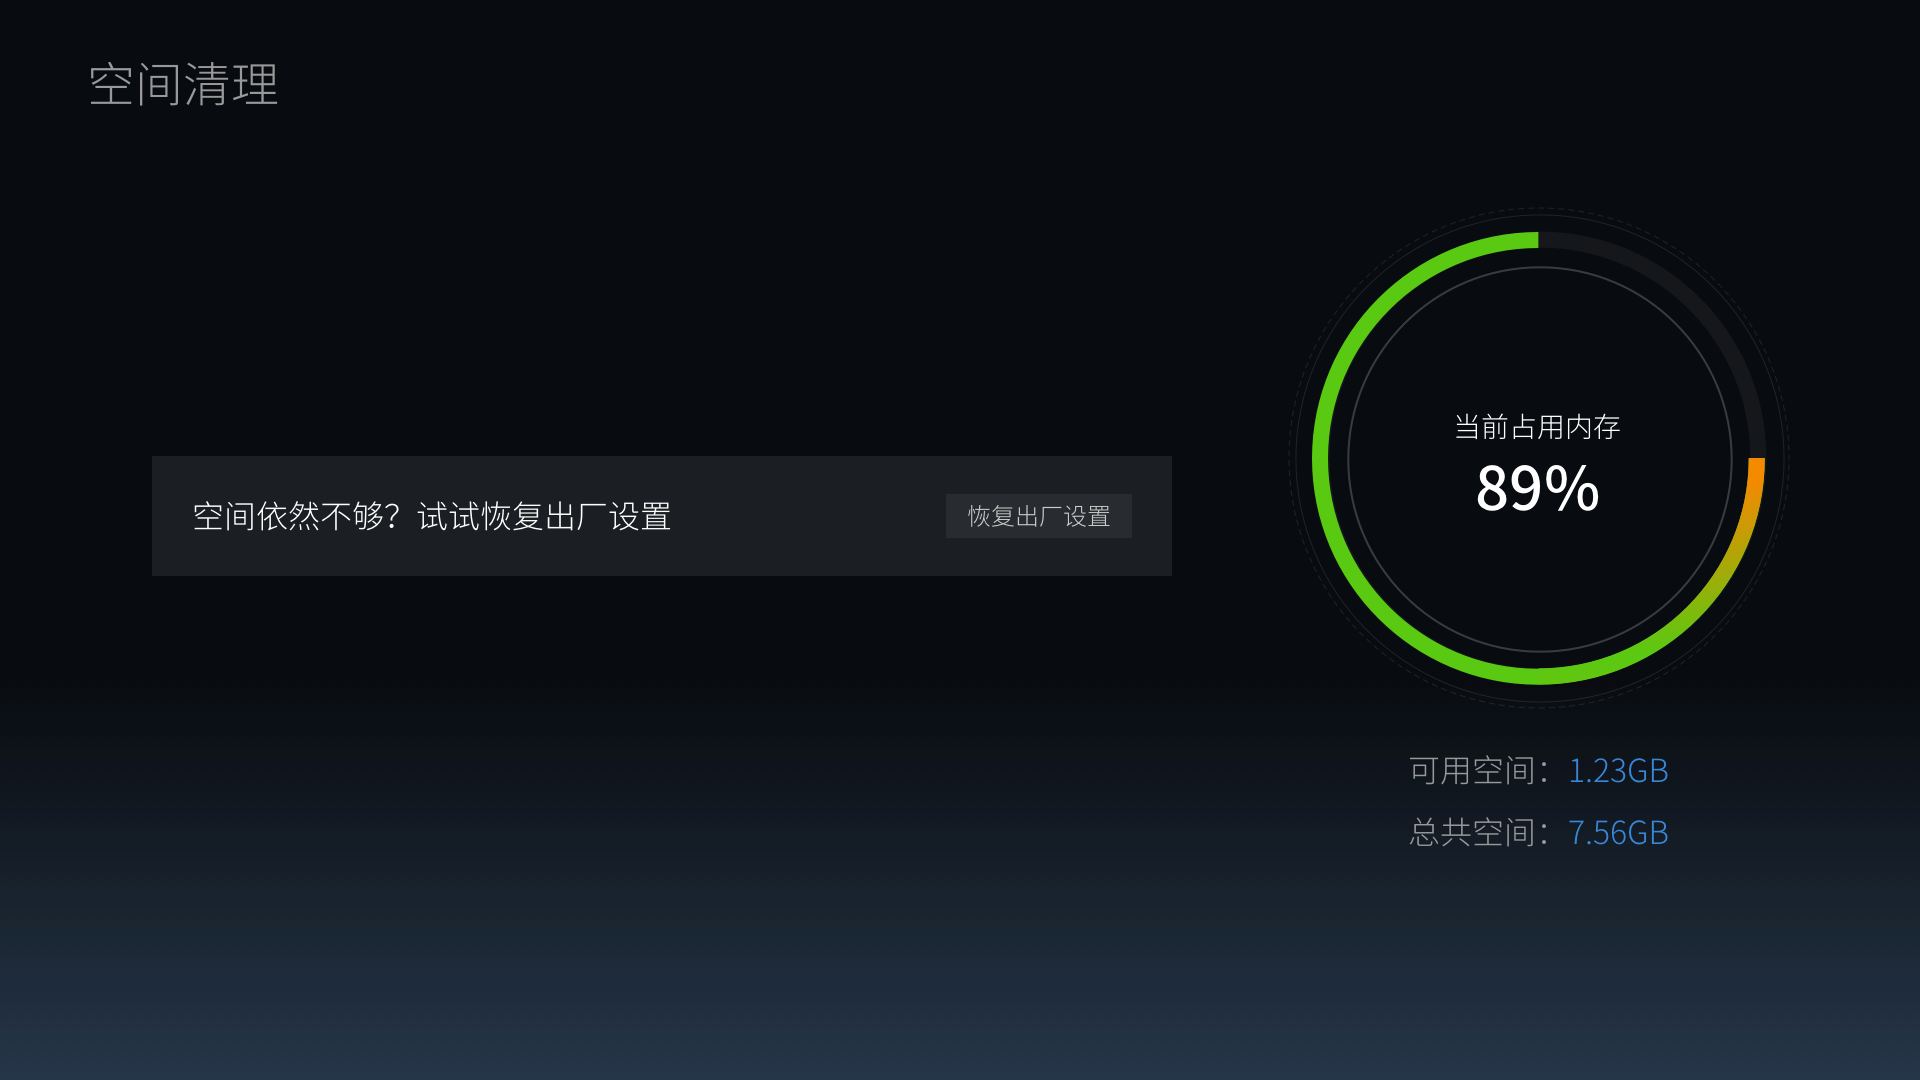 空间清理
空间依然不够？试试恢复出厂设置
恢复出厂设置
当前占用内存
89%
可用空间：1.23GB
总共空间：7.56GB